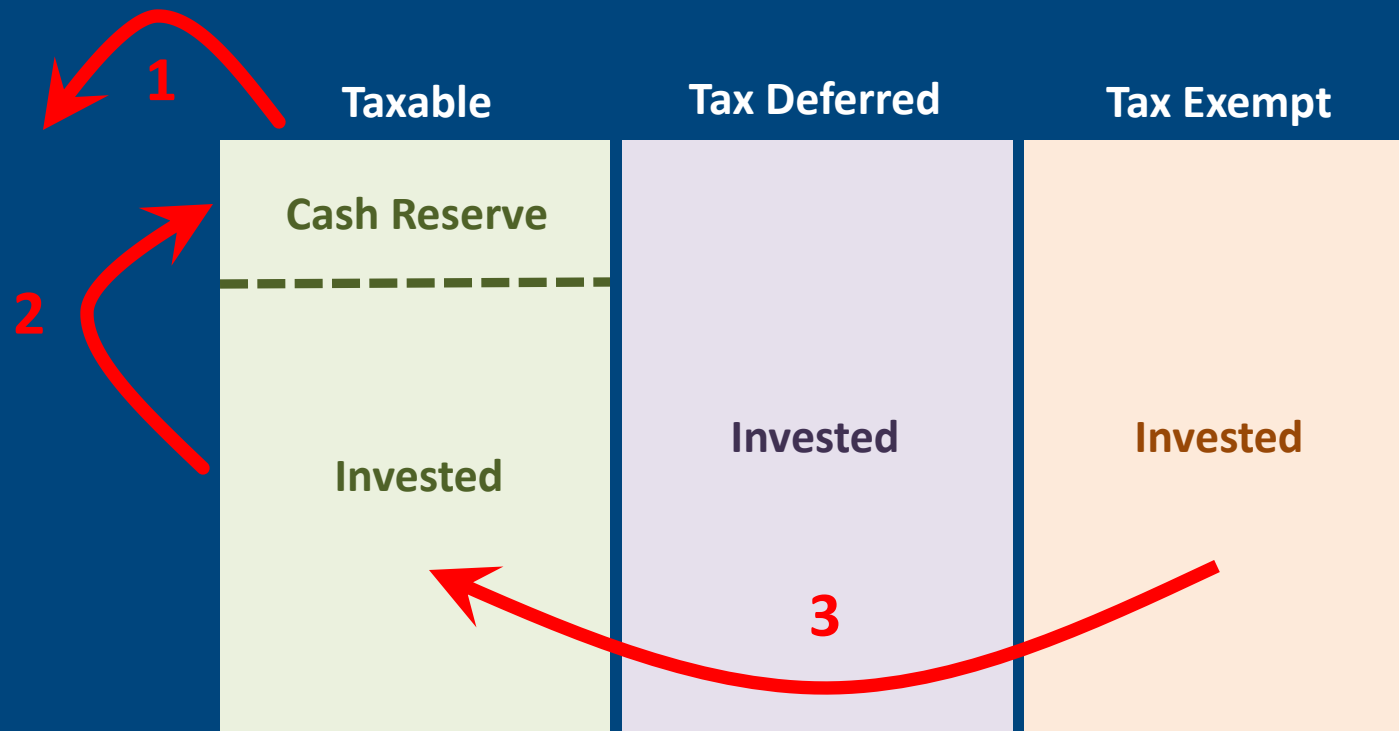 1
Taxable
Tax Deferred
Tax Exempt
Cash Reserve
2
Invested
Invested
Invested
3